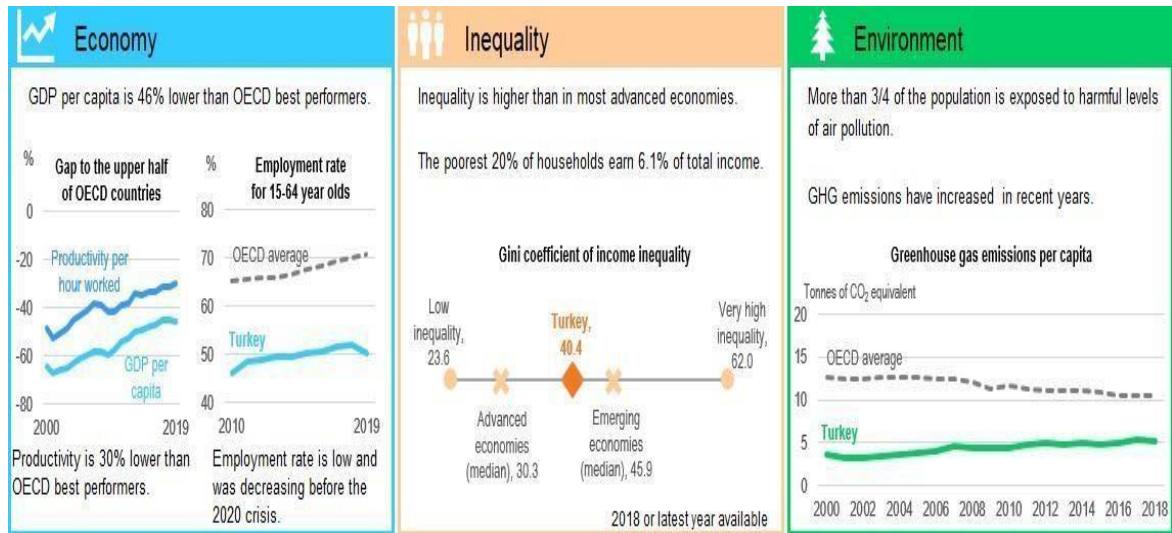 Economy
GDP per capita is 46% lower than OECD best performers.
%
Gap to the upper half
of OECD countries
0
-20
-40
-60
-80
Productivity per
hour worked
GDP per
capita
2000
2019
Productivity is 30% lower than
OECD best performers.
%
Employment rate
for 15-64 year olds
80
70
60
50
40
OECD average
Turkey
2010
2019
Employment rate is low and
was decreasing before the
2020 crisis.
Inequality
Inequality is higher than in most advanced economies.
The poorest 20% of households earn 6.1% of total income.
Gini coefficient of income inequality
Low
inequality,
23.6
Turkey,
40.4
Very high
inequality,
62.0
Advanced
economies
(median), 30.3
Emerging
economies
(median), 45.9
2018 or latest year available
Environment
More than 3/4 of the population is exposed to harmful levels
of air pollution.
GHG emissions have increased in recent years.
Greenhouse gas emissions per capita
Tonnes of CO₂ equivalent
20
15
10
5
0
OECD average
Turkey
2000 2002 2004 2006 2008 2010 2012 2014 2016 2018